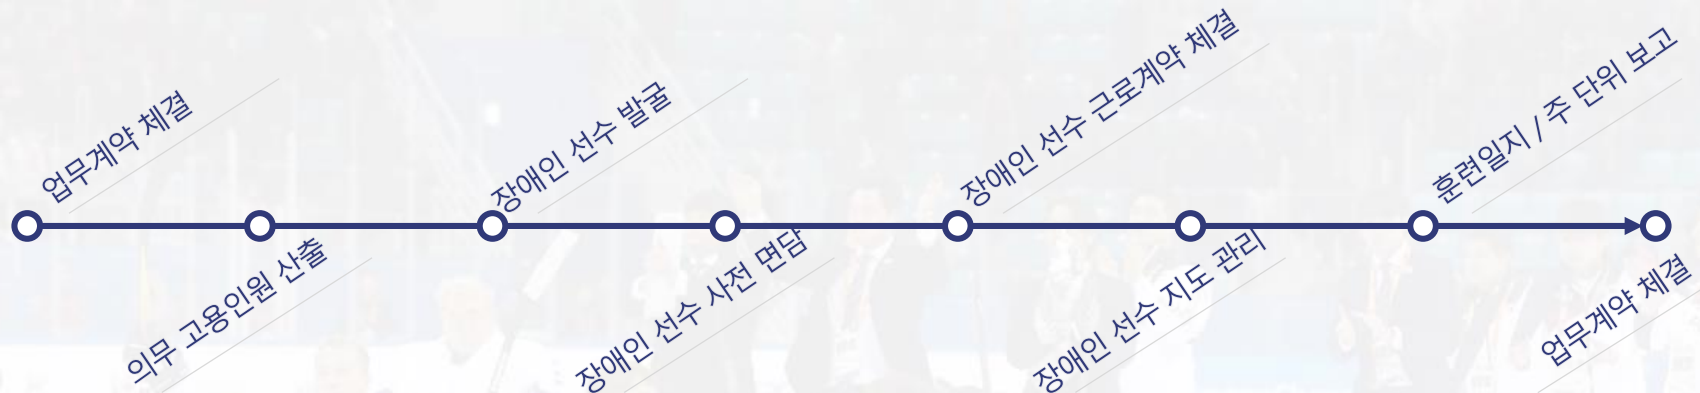 업무계약 체결
의무 고용인원 산출
장애인 선수 발굴
장애인 선수 사전 면담
장애인 선수 근로계약 체결
장애인 선수 지도 관리
훈련일지 / 주 단위 보고
업무계약 체결